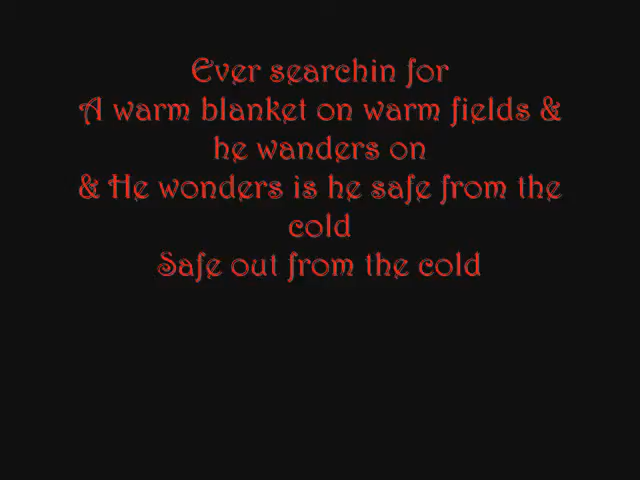 Ever searchin for
A warm blanket on warm fields &
he wanders on
& He wonders is he safe from the
cold
Safe out from the cold